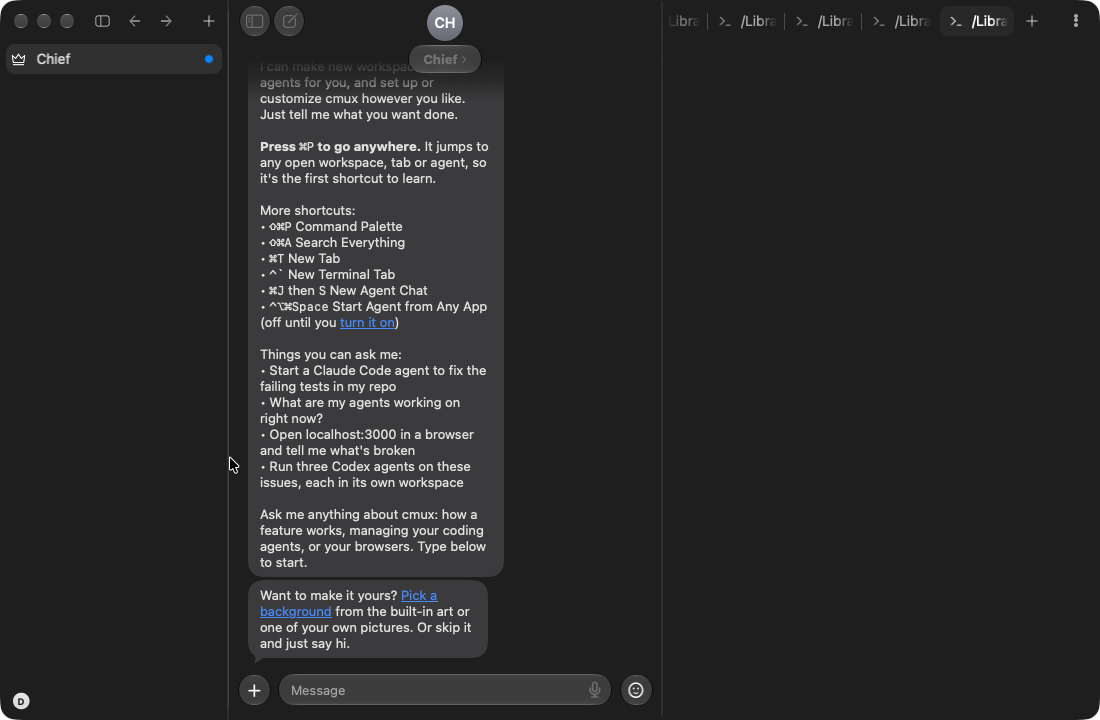 /Libra
/Libra
/Libra
/Libra
Chief
CH
Chief ›
I can make new workspac
agents for you, and set up or
customize cmux however you like.
Just tell me what you want done.
Press ⌘P to go anywhere. It jumps to
any open workspace, tab or agent, so
it's the first shortcut to learn.
More shortcuts:
• ⇧⌘P Command Palette
• ⇧⌘A Search Everything
• ⌘T New Tab
• ^` New Terminal Tab
• ⌘J then S New Agent Chat
• ^⌥⌘Space Start Agent from Any App
(off until you turn it on)
Things you can ask me:
• Start a Claude Code agent to fix the
failing tests in my repo
• What are my agents working on
right now?
• Open localhost:3000 in a browser
and tell me what's broken
• Run three Codex agents on these
issues, each in its own workspace
Ask me anything about cmux: how a
feature works, managing your coding
agents, or your browsers. Type below
to start.
Want to make it yours? Pick a
background from the built-in art or
one of your own pictures. Or skip it
and just say hi.
Message
D